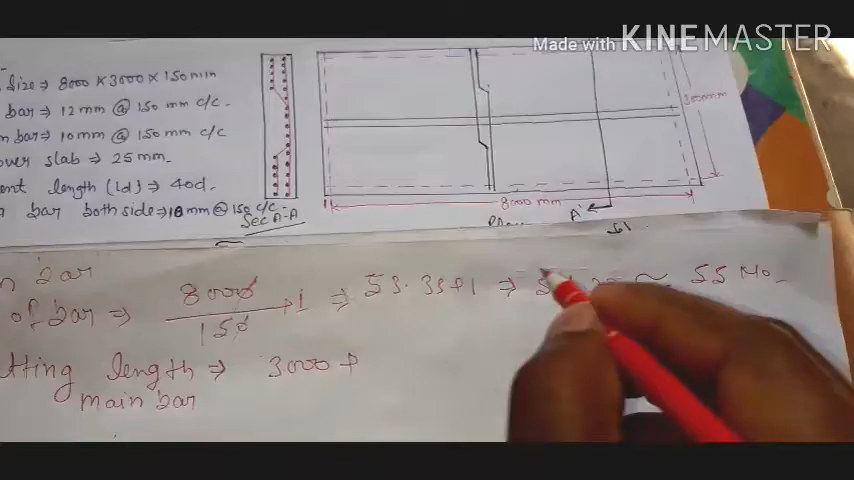 Made with KINEMASTER
Size → 8000 x 3000 x 150 mm
bar → 12 mm @ 150 mm c/c -
bar → 10 mm @ 150 mm c/c
over slab → 25 mm.
ent length (Ld) → 40d.
bar both side → 10 mm @ 150 c/c -
Sec A-A
8000 mm
A'
n bar
of bar ⇒ 8000 / 150 + 1 ⇒ 53.33 + 1 ⇒ ≈ 55 No.
tting length ⇒ 3000 +
main bar